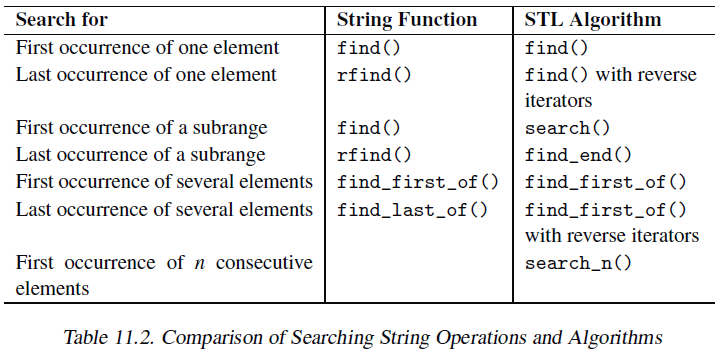 Search for String Function STL Algorithm
First occurrence of one element find() find()
Last occurrence of one element rfind() find() with reverse
iterators
First occurrence of a subrange find() search()
Last occurrence of a subrange rfind() find_end()
First occurrence of several elements find_first_of() find_first_of()
Last occurrence of several elements find_last_of() find_first_of()
with reverse iterators
First occurrence of n consecutive search_n()
elements
Table 11.2. Comparison of Searching String Operations and Algorithms